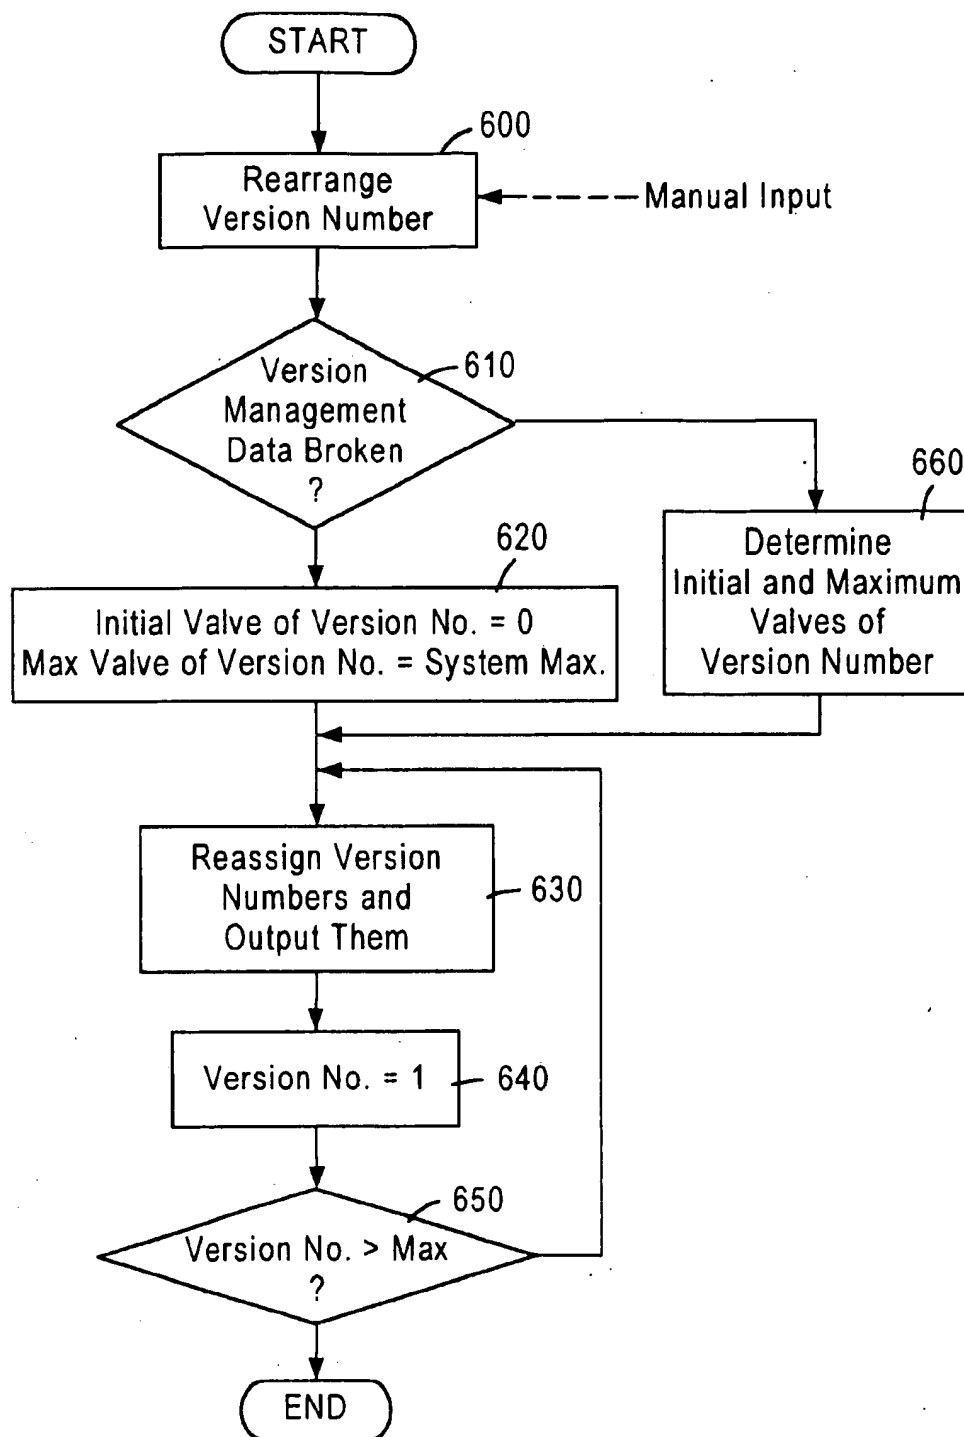 START
600
Rearrange
Version Number
Manual Input
Version
Management
Data Broken
?
610
660
Determine
Initial and Maximum
Valves of
Version Number
620
Initial Valve of Version No. = 0
Max Valve of Version No. = System Max.
Reassign Version
Numbers and
Output Them
630
Version No. = 1
640
650
Version No. > Max
?
END